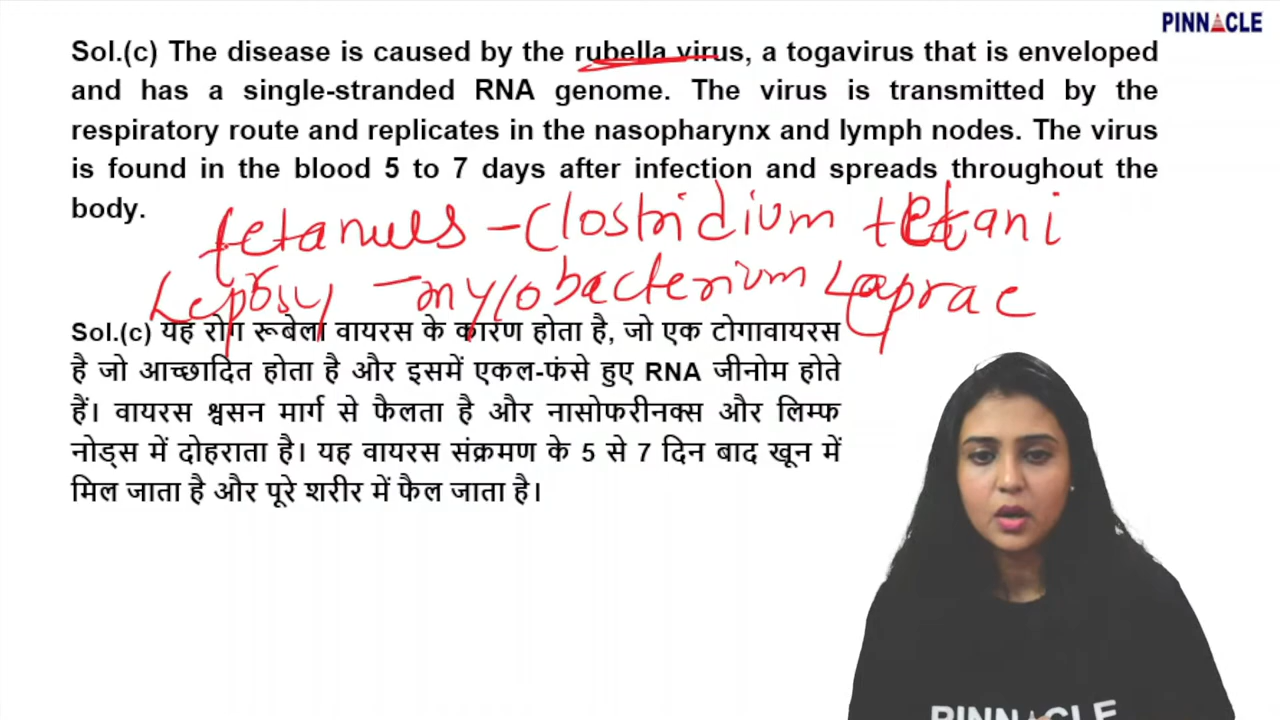 PINNACLE
Sol.(c) The disease is caused by the rubella virus, a togavirus that is enveloped
and has a single-stranded RNA genome. The virus is transmitted by the
respiratory route and replicates in the nasopharynx and lymph nodes. The virus
is found in the blood 5 to 7 days after infection and spreads throughout the
body.
tetanus - Clostridium tetani
Leprosy - mycobacterium Laprae
Sol.(c) यह रोग रूबेला वायरस के कारण होता है, जो एक टोगावायरस
है जो आच्छादित होता है और इसमें एकल-फंसे हुए RNA जीनोम होते
हैं। वायरस श्वसन मार्ग से फैलता है और नासोफरीनक्स और लिम्फ
नोड्स में दोहराता है। यह वायरस संक्रमण के 5 से 7 दिन बाद खून में
मिल जाता है और पूरे शरीर में फैल जाता है।
PINNACLE